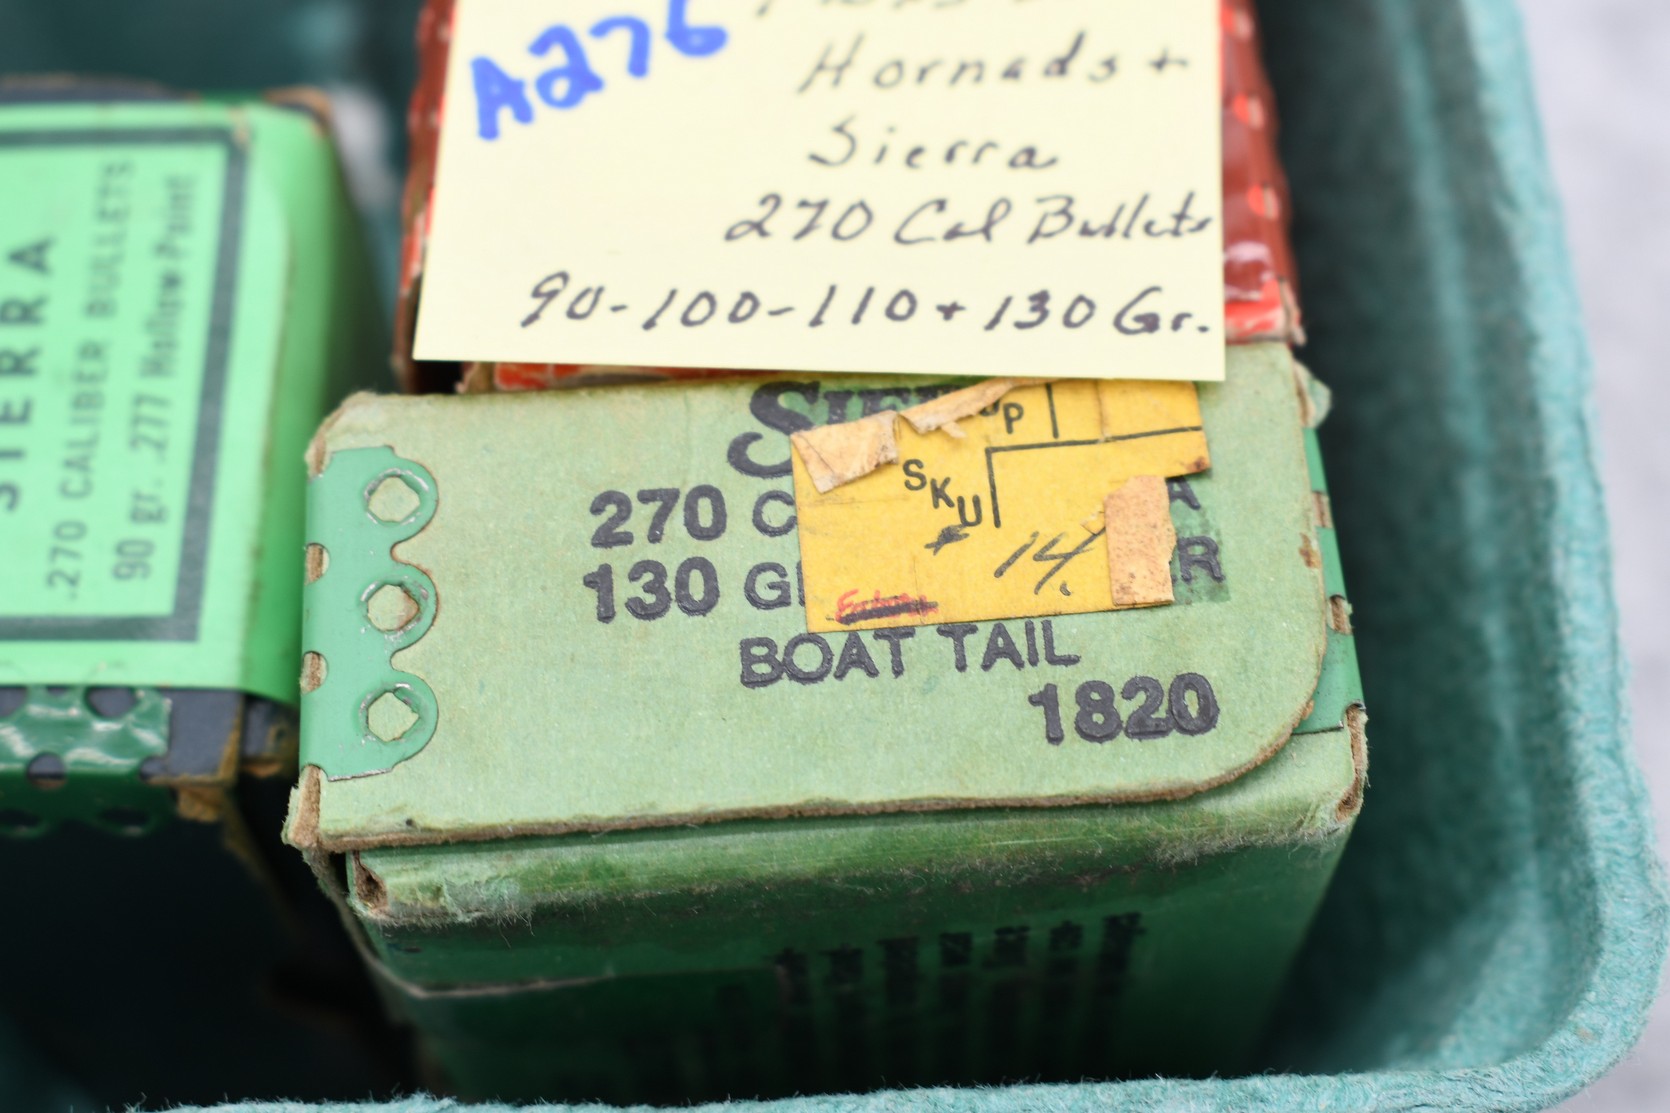 A276
Hornads +
Sierra
270 Cal Bullets
90-100-110 + 130 Gr.
SIERRA
.270 CALIBER BULLETS
90 gr. .277 Hollow Point
SKU
14.
270
130
BOAT TAIL
1820